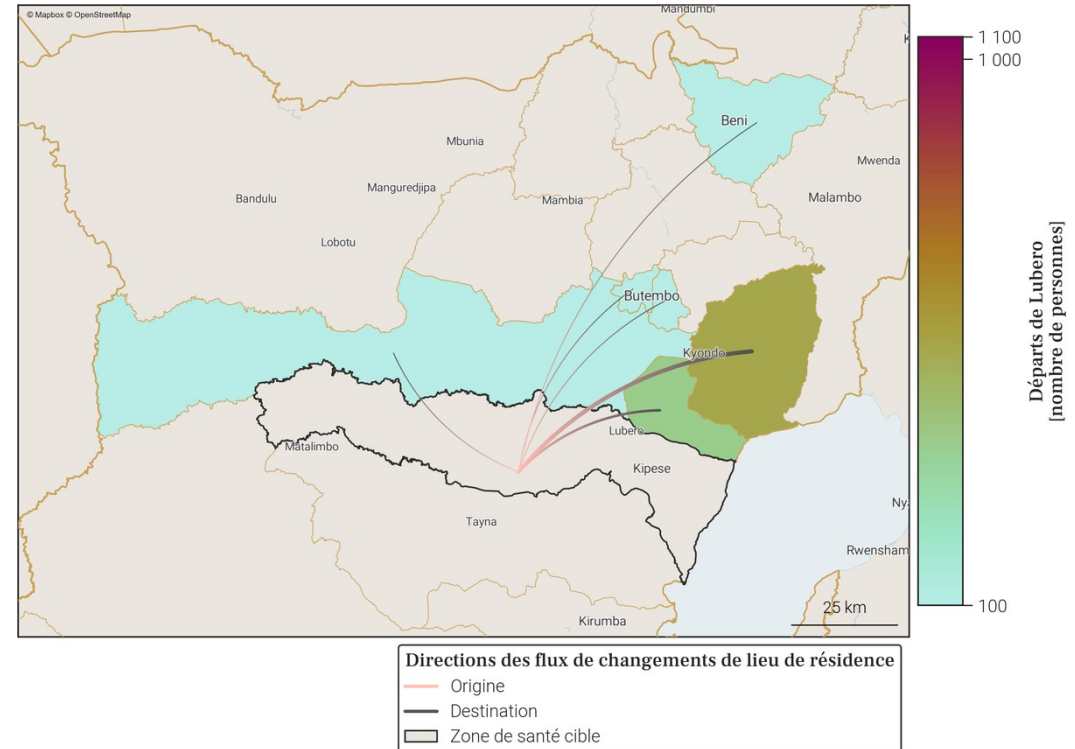 © Mapbox © OpenStreetMap
Mandumbi
Beni
Mbunia
Mwenda
Manguredjipa
Bandulu
Mambia
Malambo
Lobotu
Butembo
Kyondo
Lubero
Matalimbo
Kipese
Tayna
Rwensham
Kirumba
25 km
1 100
1 000
100
Départs de Lubero
[nombre de personnes]
Directions des flux de changements de lieu de résidence
Origine
Destination
Zone de santé cible